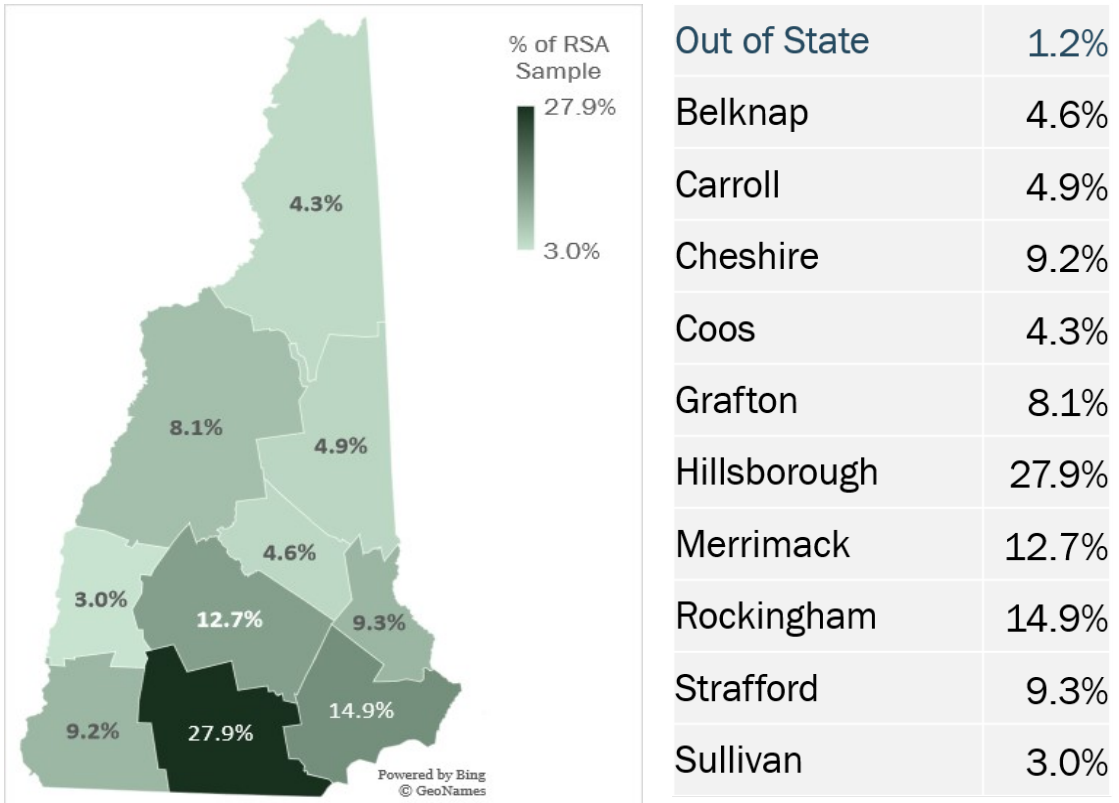 % of RSA
Sample
27.9%
3.0%
4.3%
8.1%
4.9%
4.6%
3.0%
12.7%
9.3%
14.9%
9.2%
27.9%
Powered by Bing
© GeoNames
Out of State 1.2%
Belknap 4.6%
Carroll 4.9%
Cheshire 9.2%
Coos 4.3%
Grafton 8.1%
Hillsborough 27.9%
Merrimack 12.7%
Rockingham 14.9%
Strafford 9.3%
Sullivan 3.0%